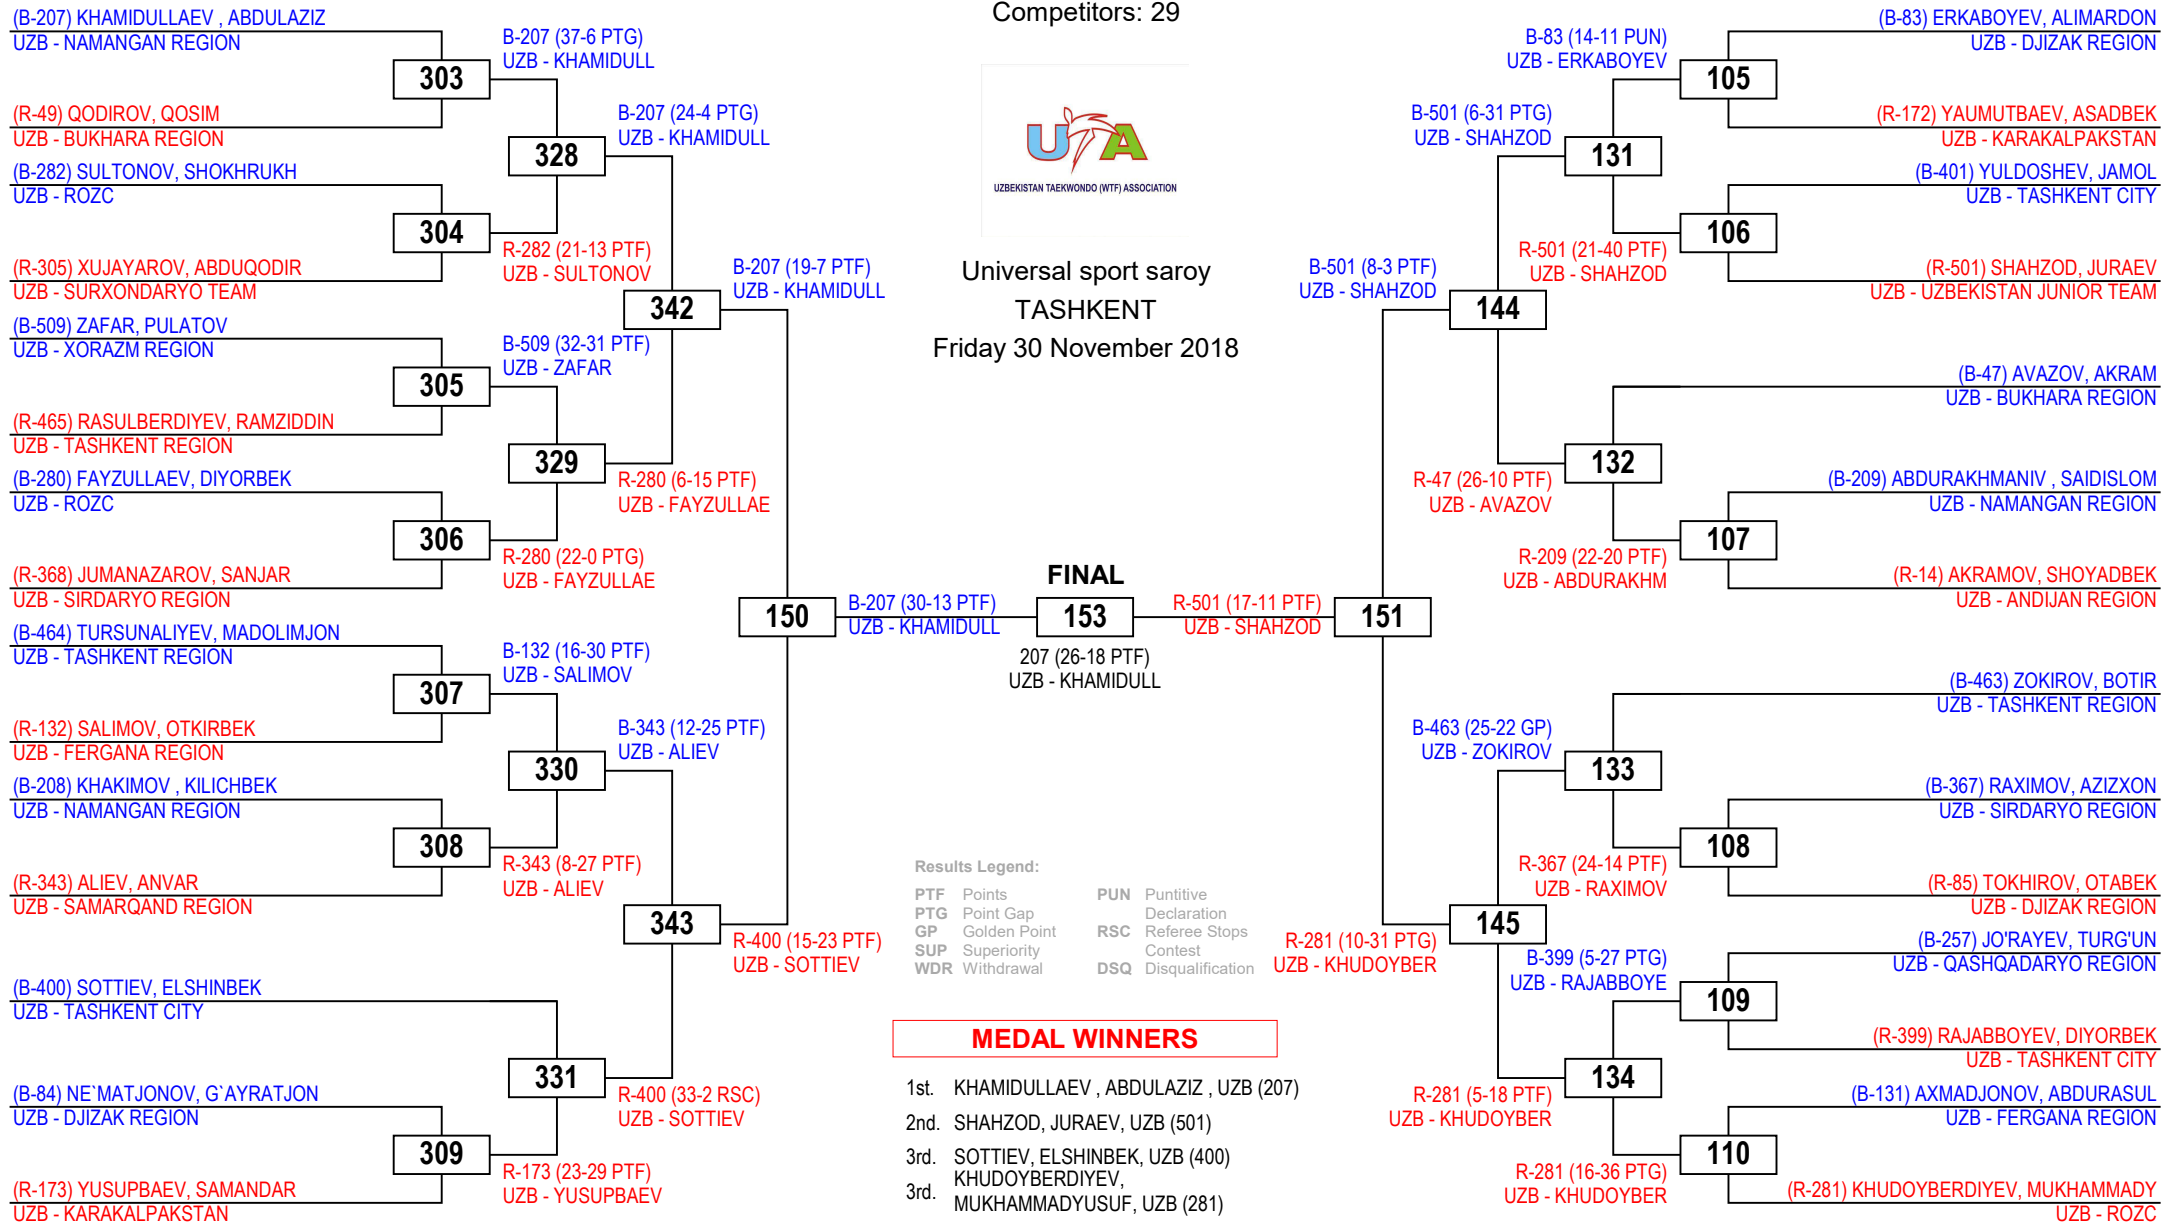 Competitors: 29
UTA
UZBEKISTAN TAEKWONDO (WTF) ASSOCIATION
Universal sport saroy
TASHKENT
Friday 30 November 2018
(B-207) KHAMIDULLAEV , ABDULAZIZ
UZB - NAMANGAN REGION
303
(R-49) QODIROV, QOSIM
UZB - BUKHARA REGION
(B-282) SULTONOV, SHOKHRUKH
UZB - ROZC
304
(R-305) XUJAYAROV, ABDUQODIR
UZB - SURXONDARYO TEAM
(B-509) ZAFAR, PULATOV
UZB - XORAZM REGION
305
(R-465) RASULBERDIYEV, RAMZIDDIN
UZB - TASHKENT REGION
(B-280) FAYZULLAEV, DIYORBEK
UZB - ROZC
306
(R-368) JUMANAZAROV, SANJAR
UZB - SIRDARYO REGION
(B-464) TURSUNALIYEV, MADOLIMJON
UZB - TASHKENT REGION
307
(R-132) SALIMOV, OTKIRBEK
UZB - FERGANA REGION
(B-208) KHAKIMOV , KILICHBEK
UZB - NAMANGAN REGION
308
(R-343) ALIEV, ANVAR
UZB - SAMARQAND REGION
(B-400) SOTTIEV, ELSHINBEK
UZB - TASHKENT CITY
(B-84) NE`MATJONOV, G`AYRATJON
UZB - DJIZAK REGION
309
(R-173) YUSUPBAEV, SAMANDAR
UZB - KARAKALPAKSTAN
B-207 (37-6 PTG)
UZB - KHAMIDULL
328
R-282 (21-13 PTF)
UZB - SULTONOV
B-509 (32-31 PTF)
UZB - ZAFAR
329
R-280 (22-0 PTG)
UZB - FAYZULLAE
B-132 (16-30 PTF)
UZB - SALIMOV
330
R-343 (8-27 PTF)
UZB - ALIEV
331
R-173 (23-29 PTF)
UZB - YUSUPBAEV
B-207 (24-4 PTG)
UZB - KHAMIDULL
342
R-280 (6-15 PTF)
UZB - FAYZULLAE
B-343 (12-25 PTF)
UZB - ALIEV
343
R-400 (33-2 RSC)
UZB - SOTTIEV
B-207 (19-7 PTF)
UZB - KHAMIDULL
150
R-400 (15-23 PTF)
UZB - SOTTIEV
B-207 (30-13 PTF)
UZB - KHAMIDULL
FINAL
153
207 (26-18 PTF)
UZB - KHAMIDULL
R-501 (17-11 PTF)
UZB - SHAHZOD
B-501 (8-3 PTF)
UZB - SHAHZOD
151
R-281 (10-31 PTG)
UZB - KHUDOYBER
B-501 (6-31 PTG)
UZB - SHAHZOD
144
R-47 (26-10 PTF)
UZB - AVAZOV
B-463 (25-22 GP)
UZB - ZOKIROV
145
R-281 (5-18 PTF)
UZB - KHUDOYBER
B-83 (14-11 PUN)
UZB - ERKABOYEV
131
R-501 (21-40 PTF)
UZB - SHAHZOD
132
R-209 (22-20 PTF)
UZB - ABDURAKHM
133
R-367 (24-14 PTF)
UZB - RAXIMOV
B-399 (5-27 PTG)
UZB - RAJABBOYE
134
R-281 (16-36 PTG)
UZB - KHUDOYBER
(B-83) ERKABOYEV, ALIMARDON
UZB - DJIZAK REGION
105
(R-172) YAUMUTBAEV, ASADBEK
UZB - KARAKALPAKSTAN
(B-401) YULDOSHEV, JAMOL
UZB - TASHKENT CITY
106
(R-501) SHAHZOD, JURAEV
UZB - UZBEKISTAN JUNIOR TEAM
(B-47) AVAZOV, AKRAM
UZB - BUKHARA REGION
(B-209) ABDURAKHMANIV , SAIDISLOM
UZB - NAMANGAN REGION
107
(R-14) AKRAMOV, SHOYADBEK
UZB - ANDIJAN REGION
(B-463) ZOKIROV, BOTIR
UZB - TASHKENT REGION
(B-367) RAXIMOV, AZIZXON
UZB - SIRDARYO REGION
108
(R-85) TOKHIROV, OTABEK
UZB - DJIZAK REGION
(B-257) JO'RAYEV, TURG'UN
UZB - QASHQADARYO REGION
109
(R-399) RAJABBOYEV, DIYORBEK
UZB - TASHKENT CITY
(B-131) AXMADJONOV, ABDURASUL
UZB - FERGANA REGION
110
(R-281) KHUDOYBERDIYEV, MUKHAMMADY
UZB - ROZC
Results Legend:
PTF Points
PTG Point Gap
GP Golden Point
SUP Superiority
WDR Withdrawal
PUN Puntitive
Declaration
RSC Referee Stops
Contest
DSQ Disqualification
MEDAL WINNERS
1st. KHAMIDULLAEV , ABDULAZIZ , UZB (207)
2nd. SHAHZOD, JURAEV, UZB (501)
3rd. SOTTIEV, ELSHINBEK, UZB (400)
3rd. KHUDOYBERDIYEV,
MUKHAMMADYUSUF, UZB (281)